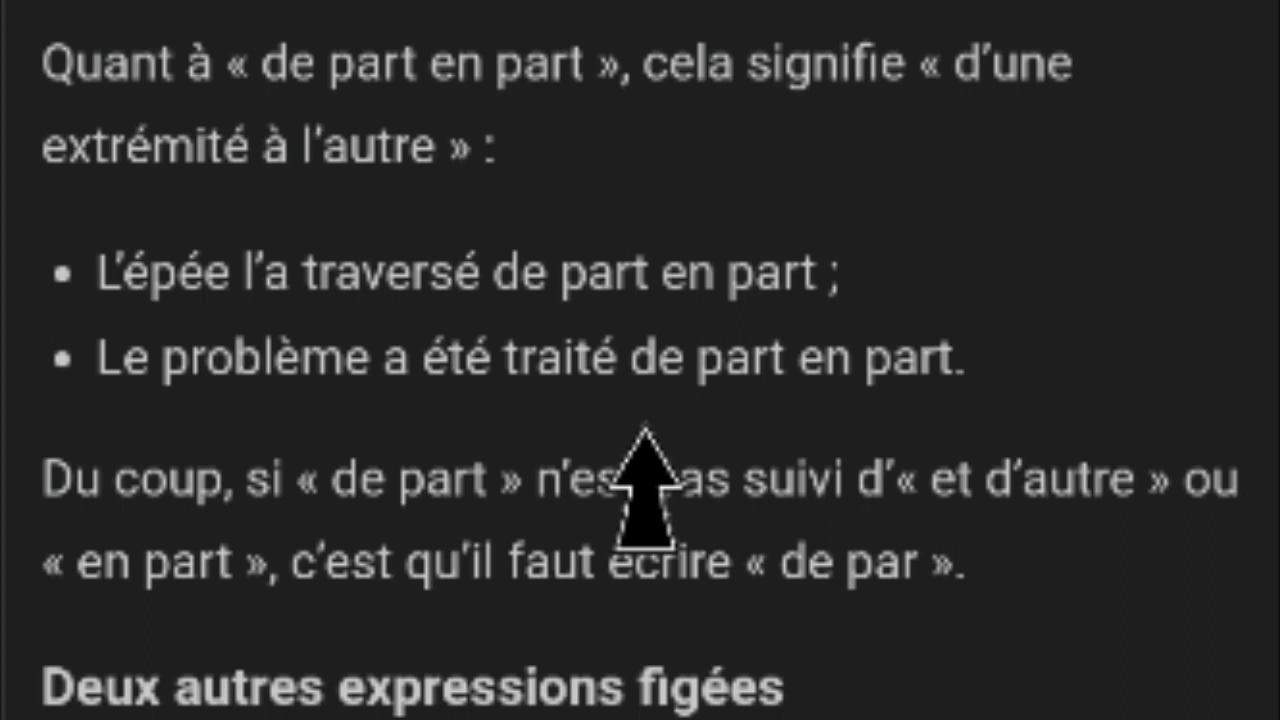 Quant à « de part en part », cela signifie « d’une
extrémité à l’autre » :
• L’épée l’a traversé de part en part ;
• Le problème a été traité de part en part.
Du coup, si « de part » suivi d’« et d’autre » ou
« en part », c’est qu’il faut écrire « de par ».
Deux autres expressions figées